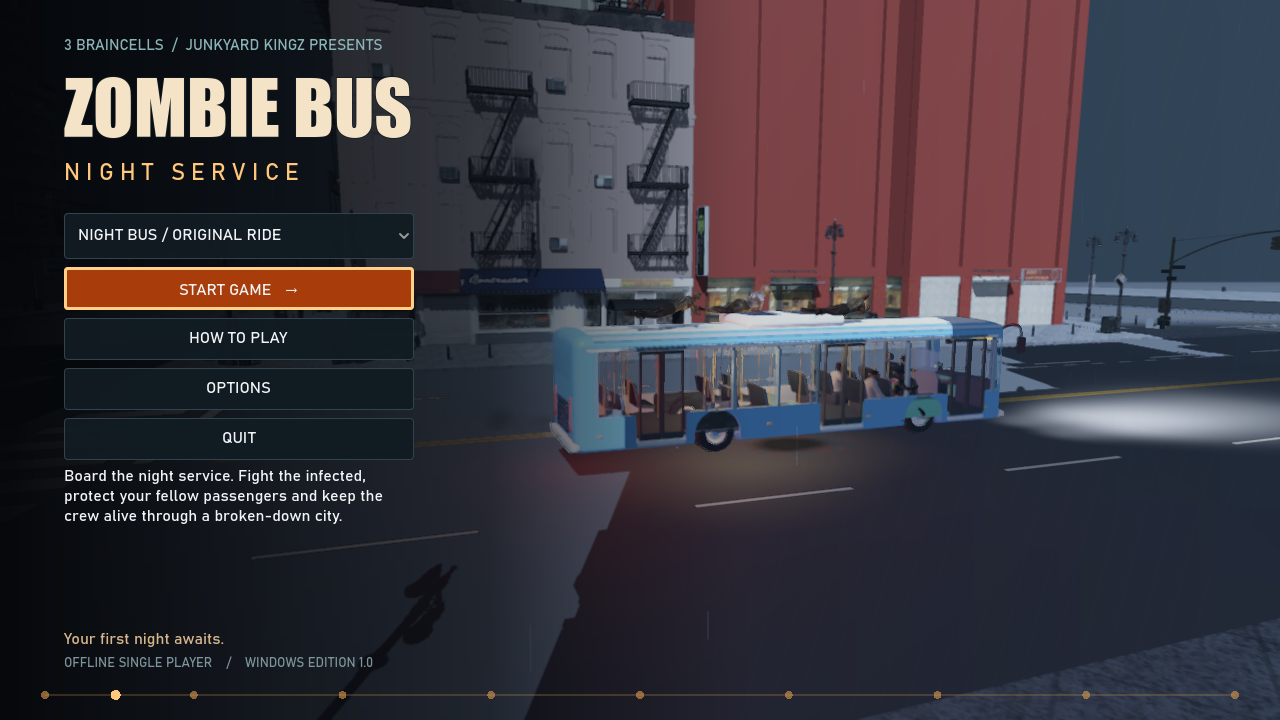 3 BRAINCELLS / JUNKYARD KINGZ PRESENTS
ZOMBIE BUS
NIGHT SERVICE
NIGHT BUS / ORIGINAL RIDE
START GAME →
HOW TO PLAY
OPTIONS
QUIT
Board the night service. Fight the infected,
protect your fellow passengers and keep the
crew alive through a broken-down city.
Your first night awaits.
OFFLINE SINGLE PLAYER / WINDOWS EDITION 1.0